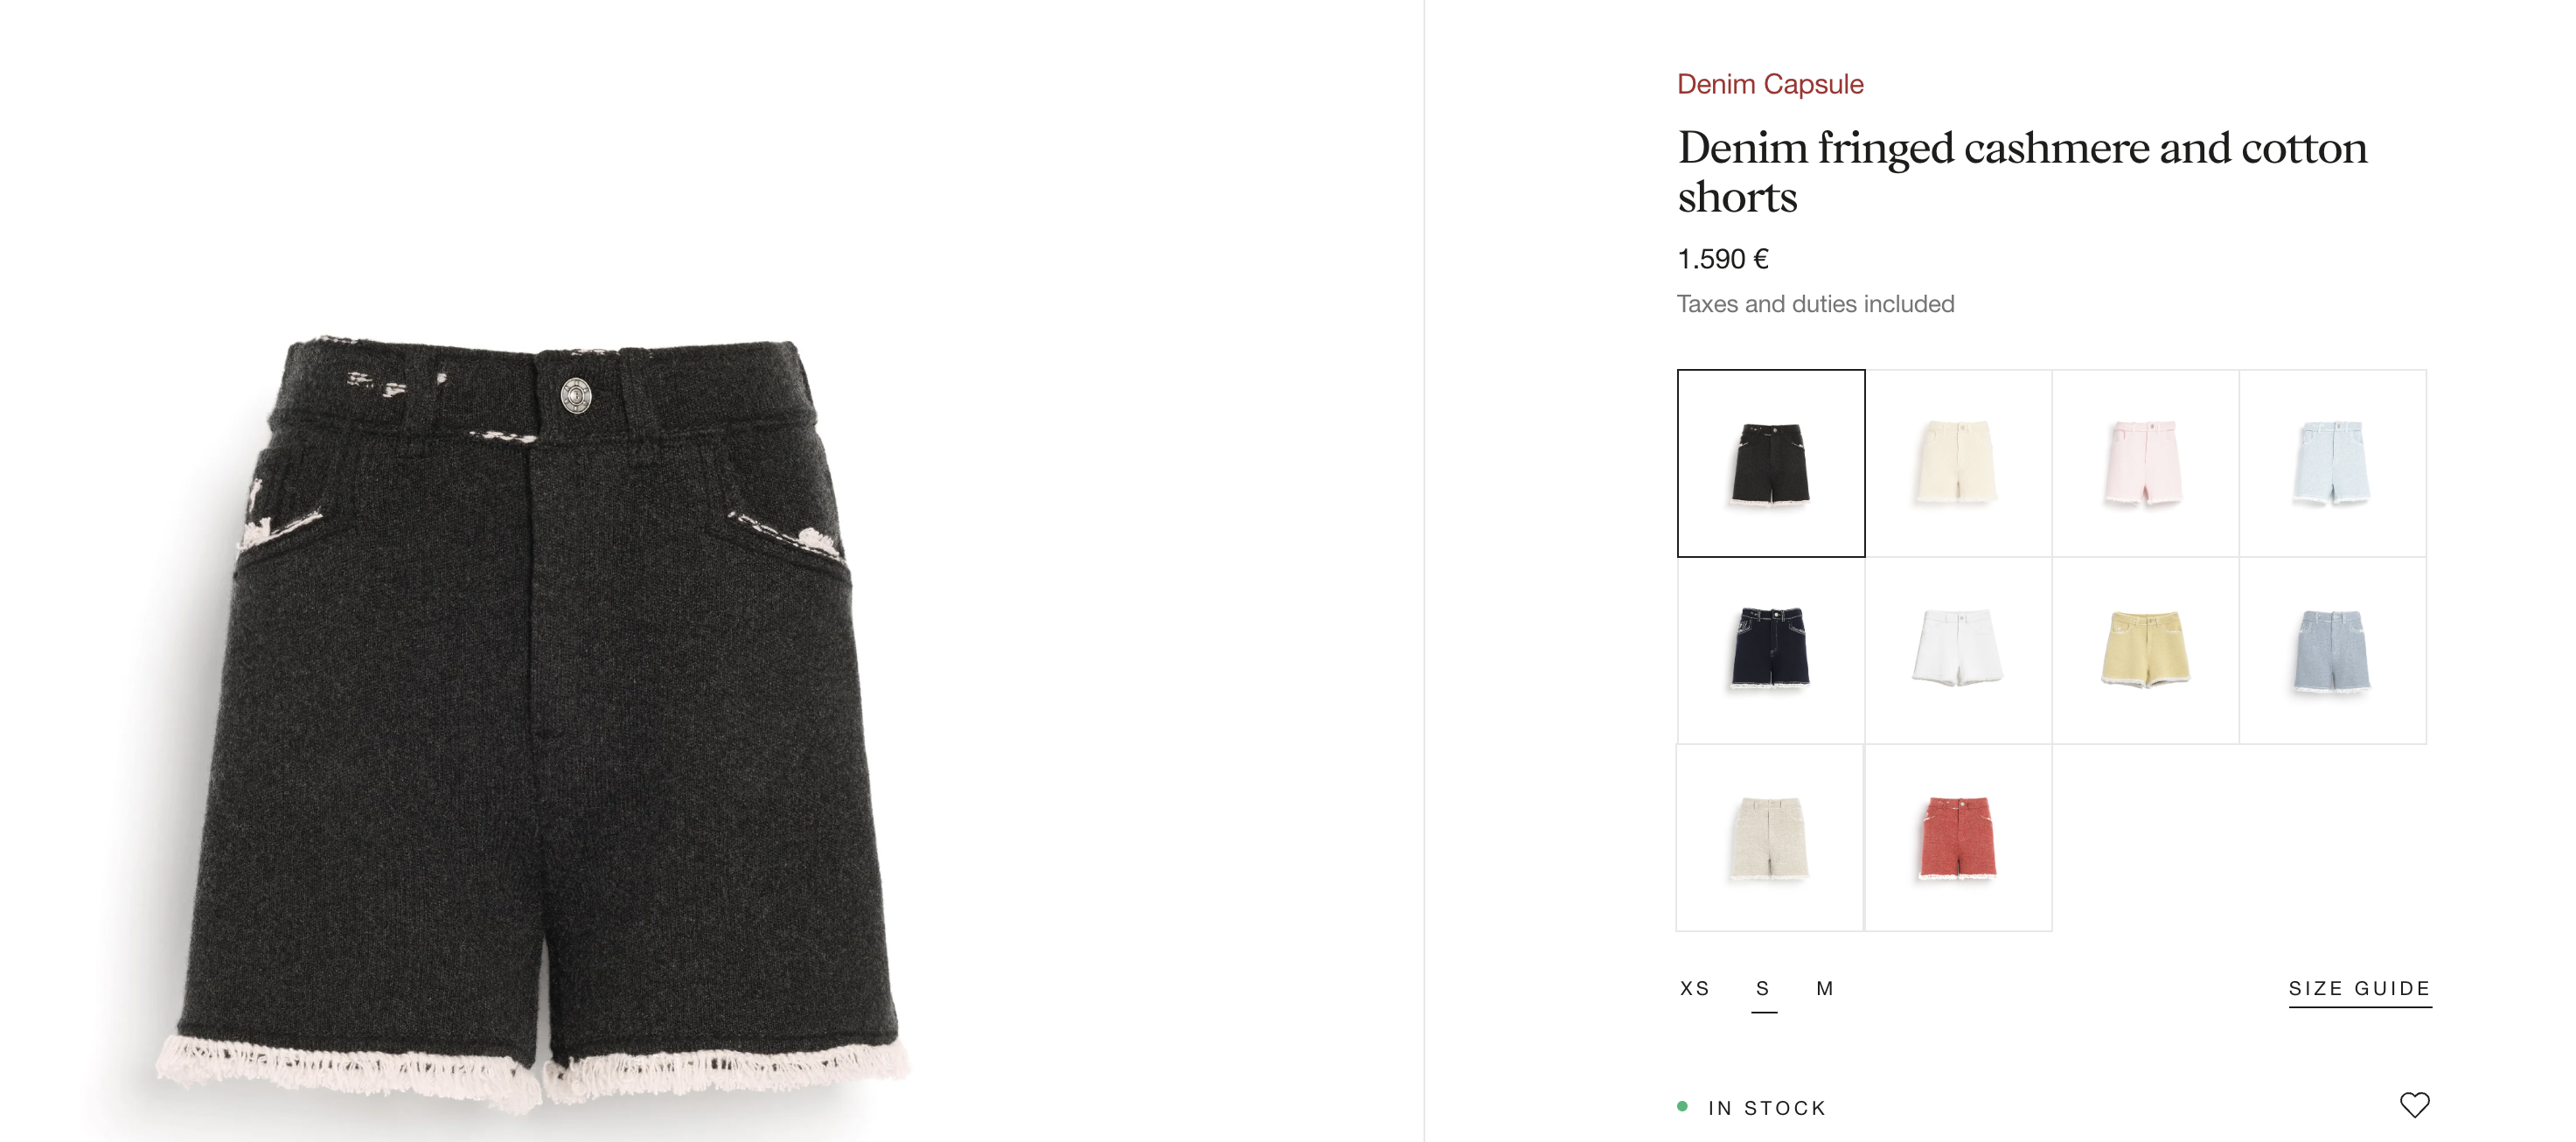 Denim Capsule
Denim fringed cashmere and cotton
shorts
1.590 €
Taxes and duties included
XS S M SIZE GUIDE
IN STOCK